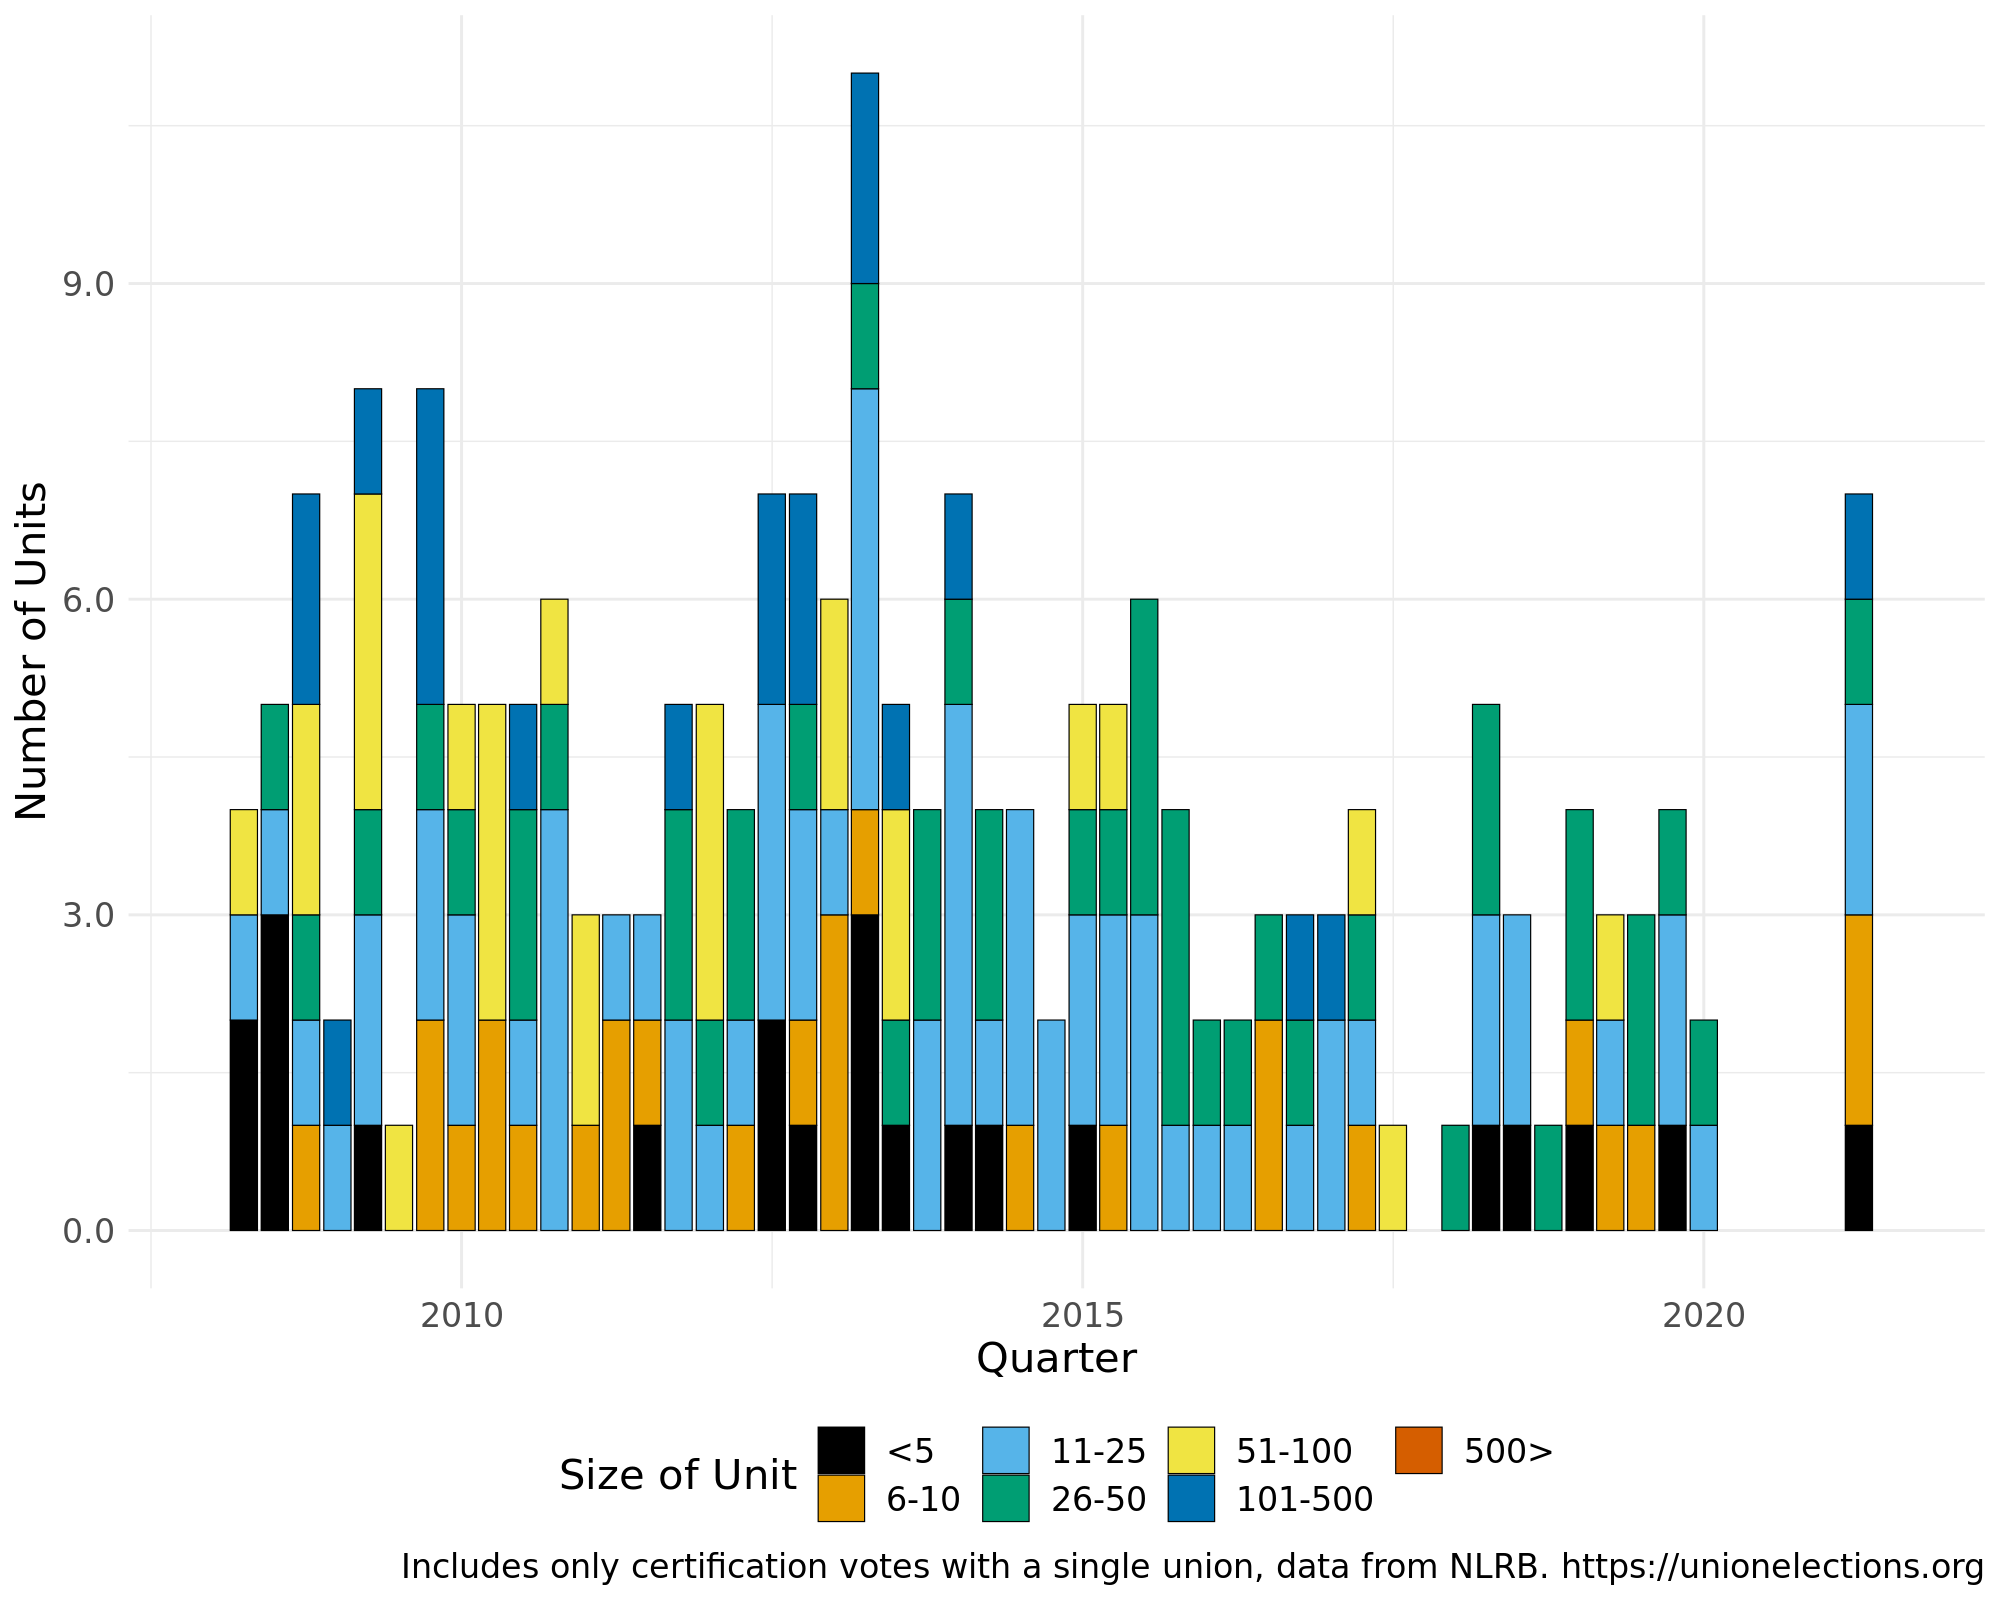 9.0
6.0
3.0
0.0
Number of Units
2010 2015 2020
Quarter
Size of Unit
<5 11-25 51-100 500>
6-10 26-50 101-500
Includes only certification votes with a single union, data from NLRB. https://unionelections.org